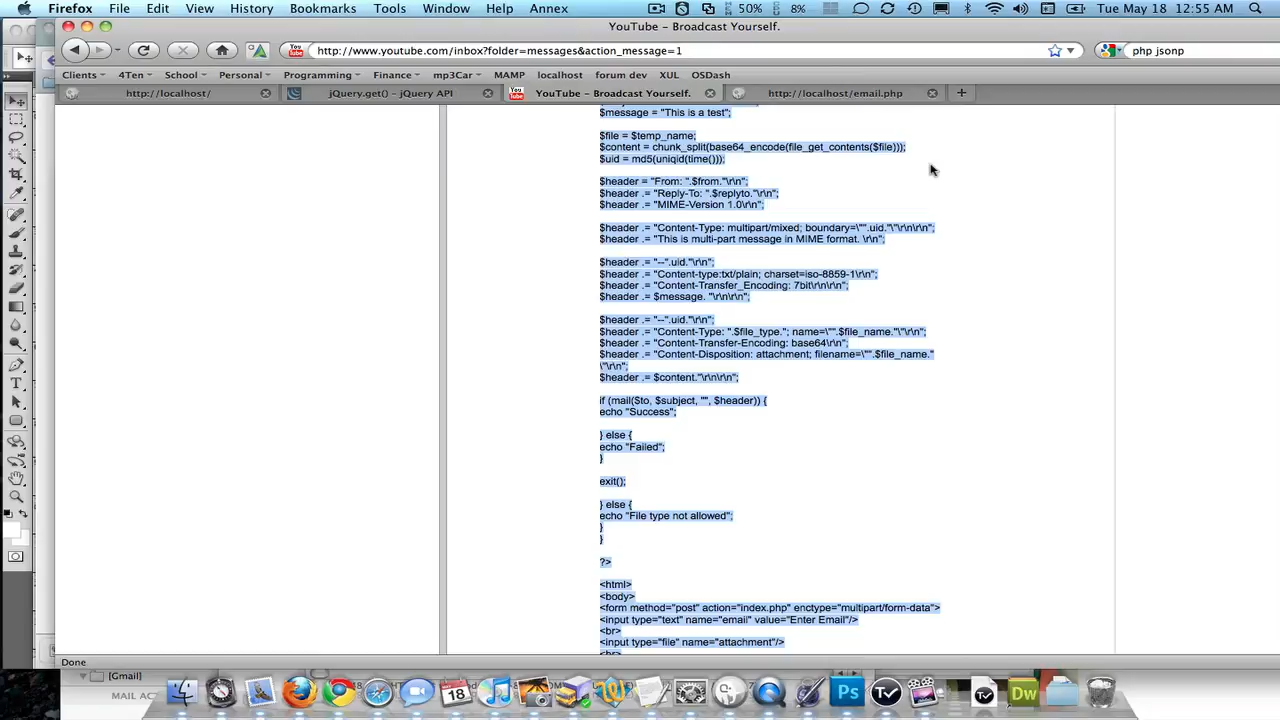 Firefox File Edit View History Bookmarks Tools Window Help Annex 50% 8% Tue May 18 12:55 AM
YouTube – Broadcast Yourself.
http://www.youtube.com/inbox?folder=messages&action_message=1 php jsonp
Clients 4Ten School Personal Programming Finance mp3Car MAMP localhost forum dev XUL OSDash
http://localhost/ jQuery.get() – jQuery API YouTube – Broadcast Yourself. http://localhost/email.php
$message = "This is a test";
$file = $temp_name;
$content = chunk_split(base64_encode(file_get_contents($file)));
$uid = md5(uniqid(time()));
$header = "From: ".$from."\r\n";
$header .= "Reply-To: ".$replyto."\r\n";
$header .= "MIME-Version 1.0\r\n";
$header .= "Content-Type: multipart/mixed; boundary=\"".uid."\"\r\n\r\n";
$header .= "This is multi-part message in MIME format. \r\n";
$header .= "--".uid."\r\n";
$header .= "Content-type:txt/plain; charset=iso-8859-1\r\n";
$header .= "Content-Transfer_Encoding: 7bit\r\n\r\n";
$header .= $message. "\r\n\r\n";
$header .= "--".uid."\r\n";
$header .= "Content-Type: ".$file_type."; name=\"".$file_name."\"\r\n";
$header .= "Content-Transfer-Encoding: base64\r\n";
$header .= "Content-Disposition: attachment; filename=\"".$file_name."
\"\r\n";
$header .= $content."\r\n\r\n";
if (mail($to, $subject, "", $header)) {
echo "Success";
} else {
echo "Failed";
}
exit();
} else {
echo "File type not allowed";
}
}
?>
<html>
<body>
<form method="post" action="index.php" enctype="multipart/form-data">
<input type="text" name="email" value="Enter Email"/>
<br>
<input type="file" name="attachment"/>
<br>
Done
[Gmail]
MAIL AC
18 Ps Dw